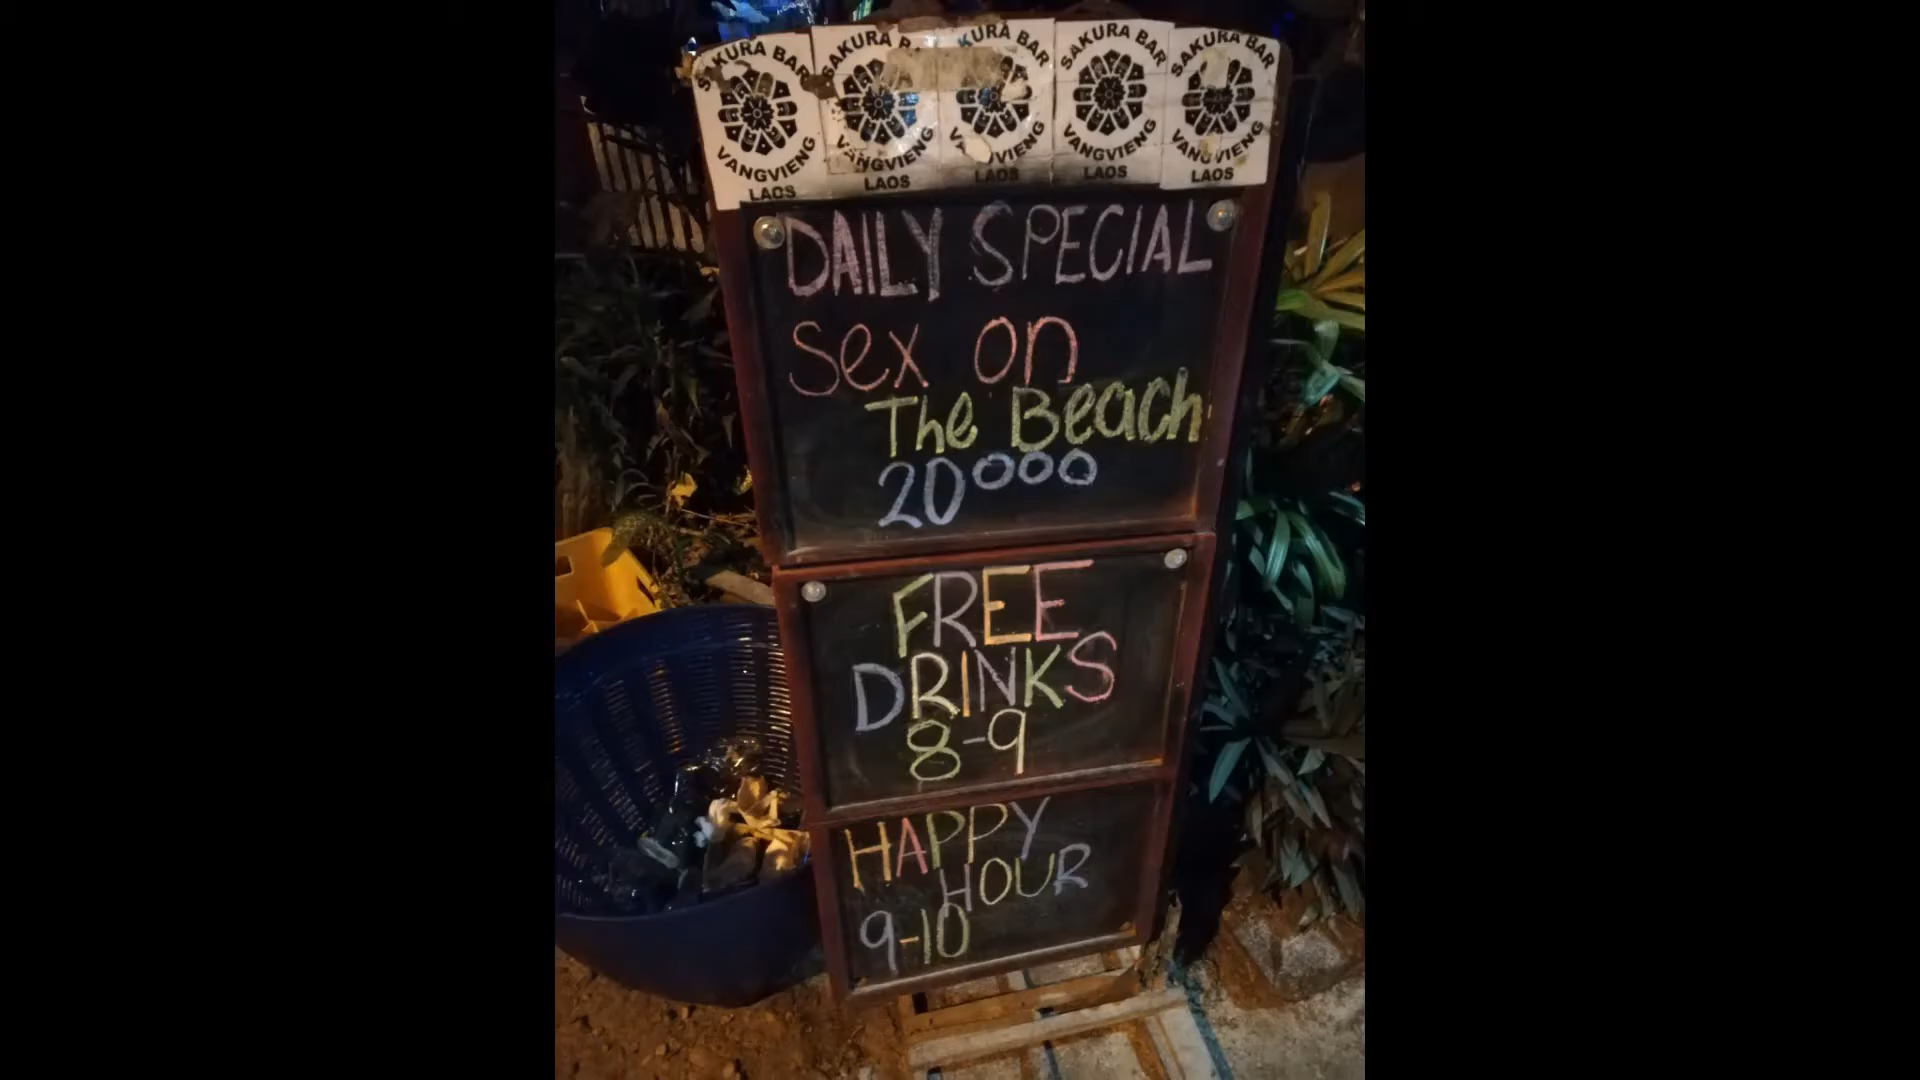 SAKURA BAR
VANGVIENG
LAOS
SAKURA BAR
VANGVIENG
LAOS
KURA BAR
VANGVIENG
LAOS
SAKURA BAR
VANGVIENG
LAOS
SAKURA BAR
VANGVIENG
LAOS
DAILY SPECIAL
Sex on
The Beach
20000
FREE
DRINKS
8-9
HAPPY
HOUR
9-10